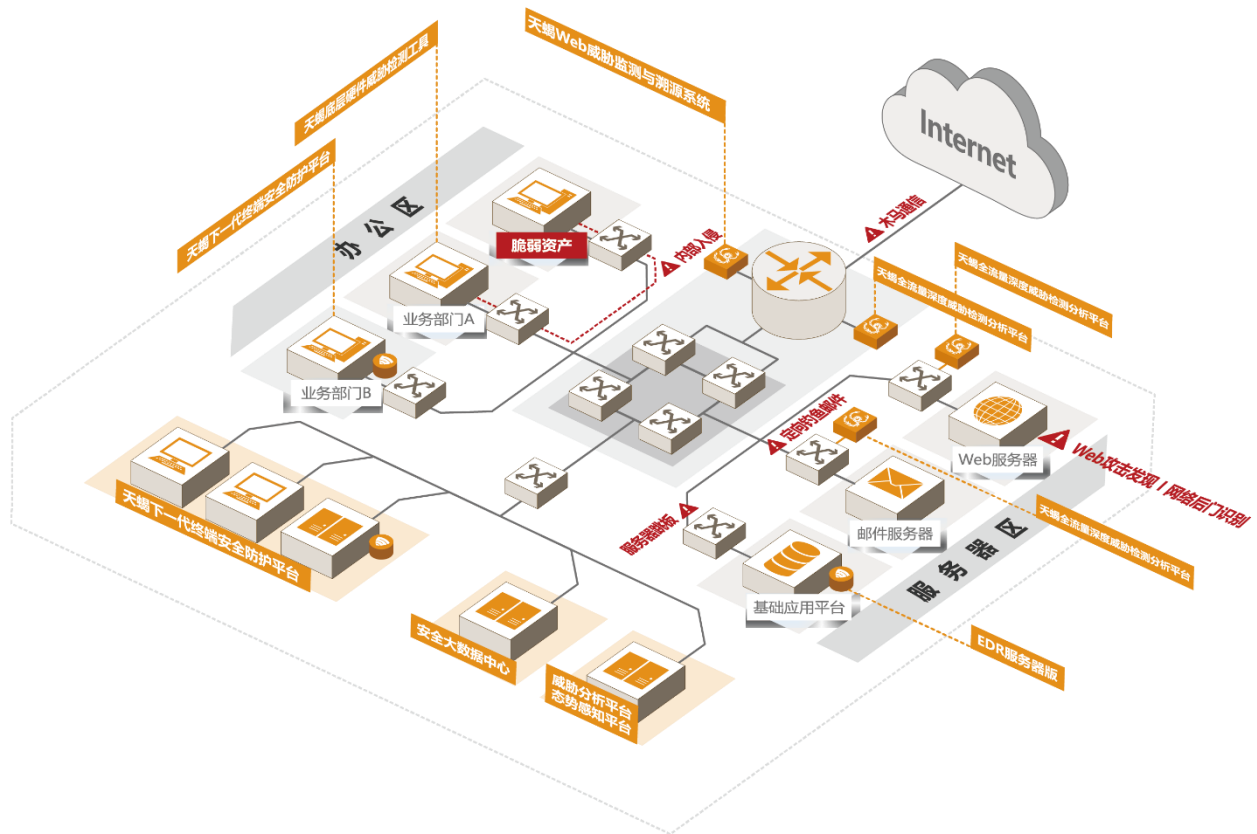 天蝎Web威胁监测与溯源系统
天蝎底层硬件威胁检测工具
天蝎下一代终端安全防护平台
Internet
办公区
木马通信
脆弱资产
内部入侵
天蝎全流量深度威胁检测分析平台
天蝎全流量深度威胁检测分析平台
业务部门A
业务部门B
定向钓鱼邮件
Web服务器
Web攻击发现 | 网络后门识别
天蝎下一代终端安全防护平台
服务器跳板
邮件服务器
天蝎全流量深度威胁检测分析平台
服务器区
基础应用平台
安全大数据中心
EDR服务器版
威胁分析平台
态势感知平台